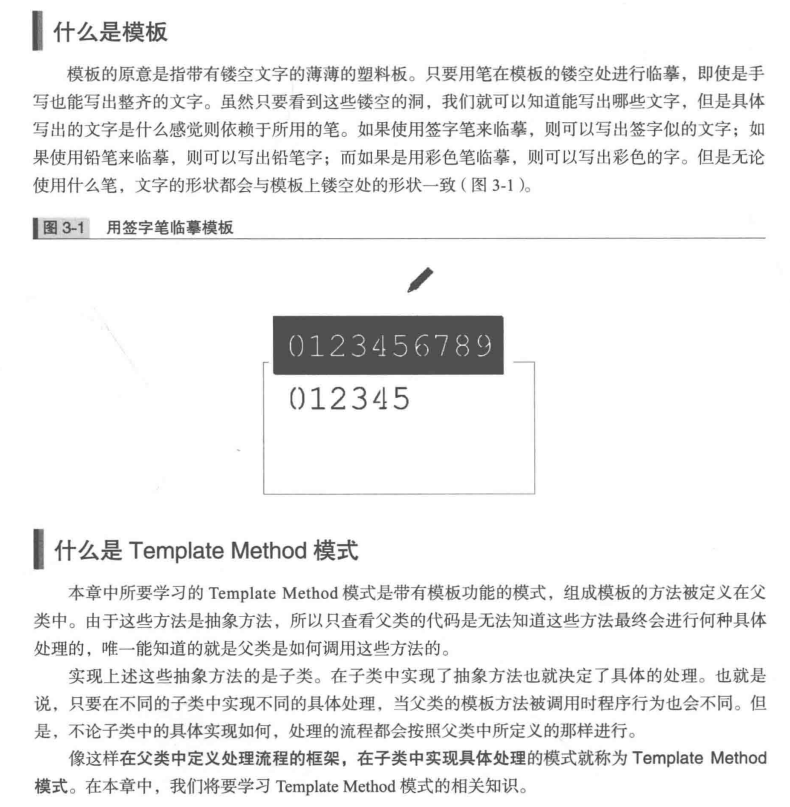 什么是模板
模板的原意是指带有镂空文字的薄薄的塑料板。只要用笔在模板的镂空处进行临摹，即使是手
写也能写出整齐的文字。虽然只要看到这些镂空的洞，我们就可以知道能写出哪些文字，但是具体
写出的文字是什么感觉则依赖于所用的笔。如果使用签字笔来临摹，则可以写出签字似的文字；如
果使用铅笔来临摹，则可以写出铅笔字；而如果是用彩色笔临摹，则可以写出彩色的字。但是无论
使用什么笔，文字的形状都会与模板上镂空处的形状一致（图 3-1）。
图 3-1 用签字笔临摹模板
0123456789
012345
什么是 Template Method 模式
本章中所要学习的 Template Method 模式是带有模板功能的模式，组成模板的方法被定义在父
类中。由于这些方法是抽象方法，所以只查看父类的代码是无法知道这些方法最终会进行何种具体
处理的，唯一能知道的就是父类是如何调用这些方法的。
实现上述这些抽象方法的是子类。在子类中实现了抽象方法也就决定了具体的处理。也就是
说，只要在不同的子类中实现不同的具体处理，当父类的模板方法被调用时程序行为也会不同。但
是，不论子类中的具体实现如何，处理的流程都会按照父类中所定义的那样进行。
像这样在父类中定义处理流程的框架，在子类中实现具体处理的模式就称为 Template Method
模式。在本章中，我们将要学习 Template Method 模式的相关知识。